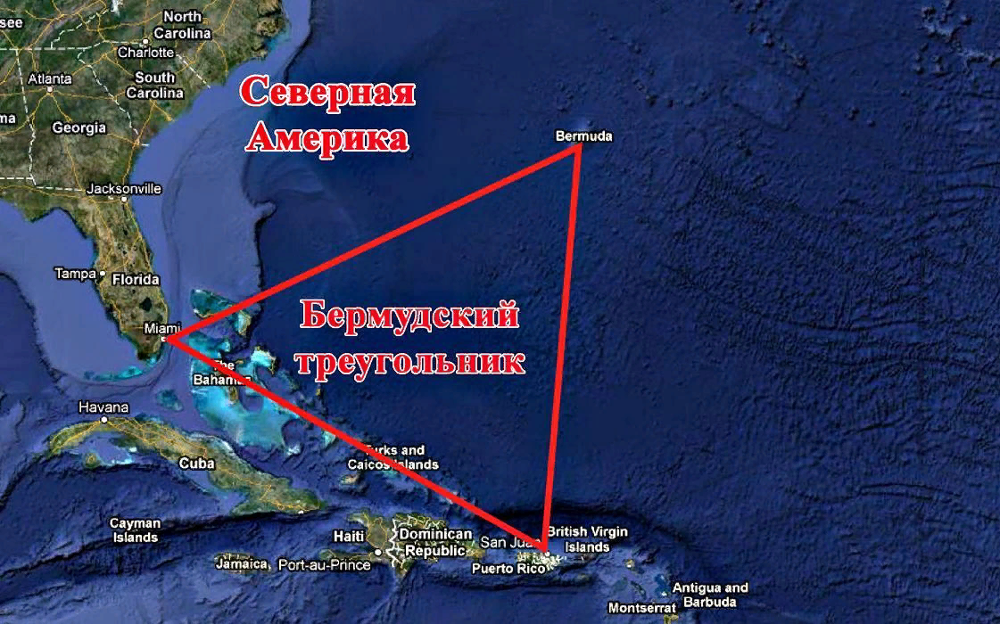 see
North
Carolina
Charlotte
Atlanta
South
Carolina
ma
Georgia
Северная
Америка
Bermuda
Jacksonville
Tampa
Florida
Miami
Бермудский
треугольник
The
Bahamas
Havana
Cuba
Turks and
Caicos Islands
Cayman
Islands
Haiti
Dominican
Republic
San Juan
British Virgin
Islands
Jamaica
Port-au-Prince
Puerto Rico
Antigua and
Barbuda
Montserrat